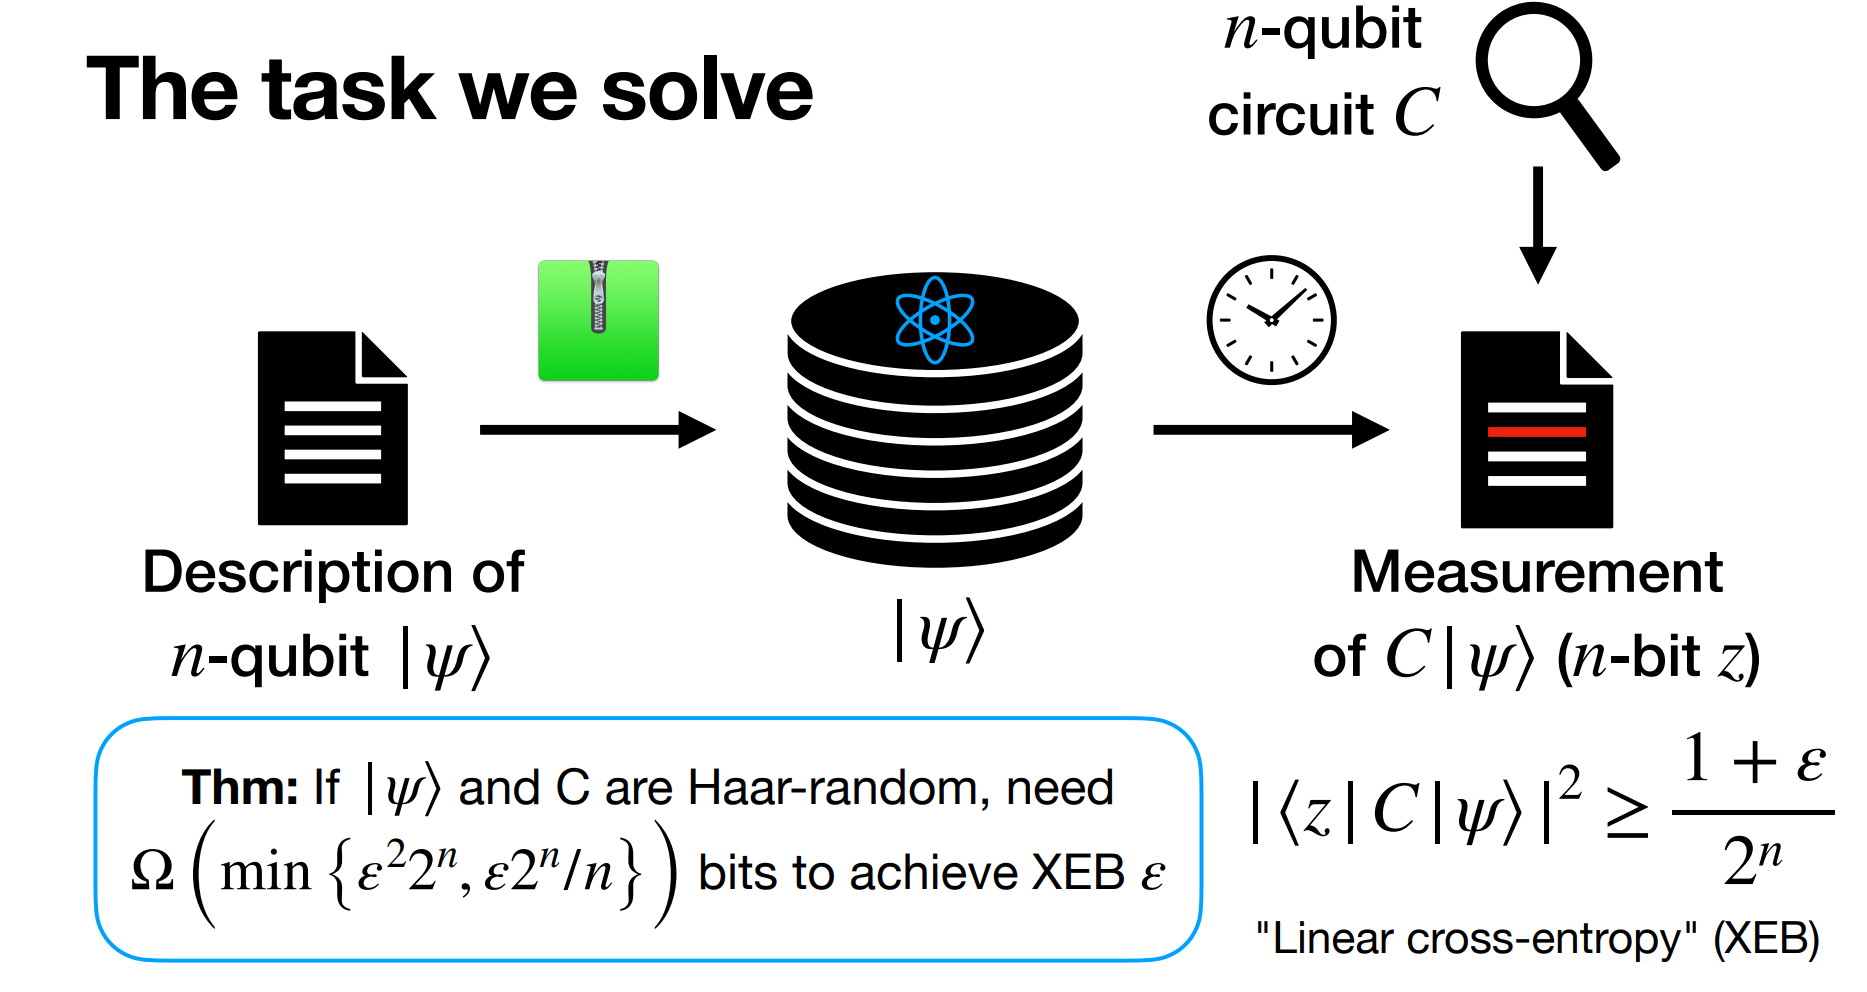 The task we solve
n-qubit
circuit C
Description of
n-qubit |ψ⟩
|ψ⟩
Measurement
of C|ψ⟩ (n-bit z)
Thm: If |ψ⟩ and C are Haar-random, need
Ω(min{ε²2ⁿ, ε2ⁿ/n}) bits to achieve XEB ε
|⟨z|C|ψ⟩|² ≥ (1 + ε)/2ⁿ
"Linear cross-entropy" (XEB)